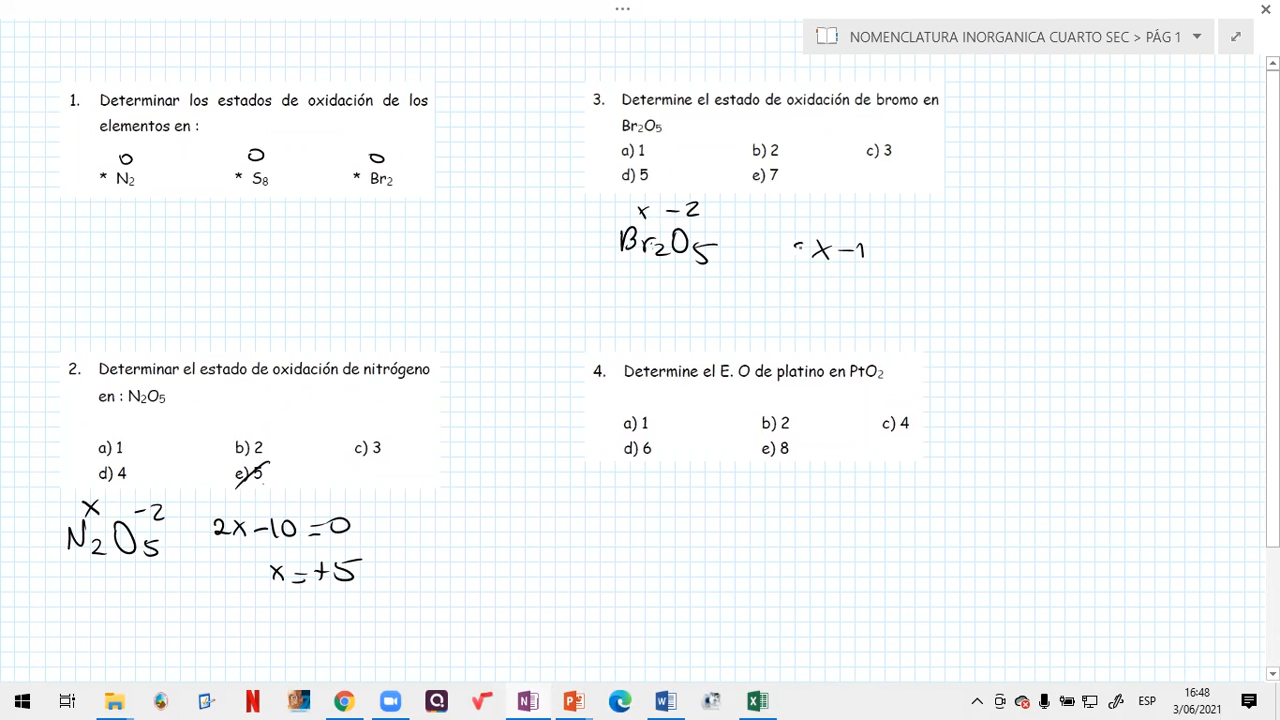 NOMENCLATURA INORGANICA CUARTO SEC > PÁG 1
1. Determinar los estados de oxidación de los
elementos en :
0 0 0
* N₂ * S₈ * Br₂
2. Determinar el estado de oxidación de nitrógeno
en : N₂O₅
a) 1 b) 2 c) 3
d) 4 e) 5
x -2
N₂O₅ 2x -10 = 0
x = +5
3. Determine el estado de oxidación de bromo en
Br₂O₅
a) 1 b) 2 c) 3
d) 5 e) 7
x -2
Br₂O₅ x -1
4. Determine el E. O de platino en PtO₂
a) 1 b) 2 c) 4
d) 6 e) 8
ESP
6:48
3/06/2021